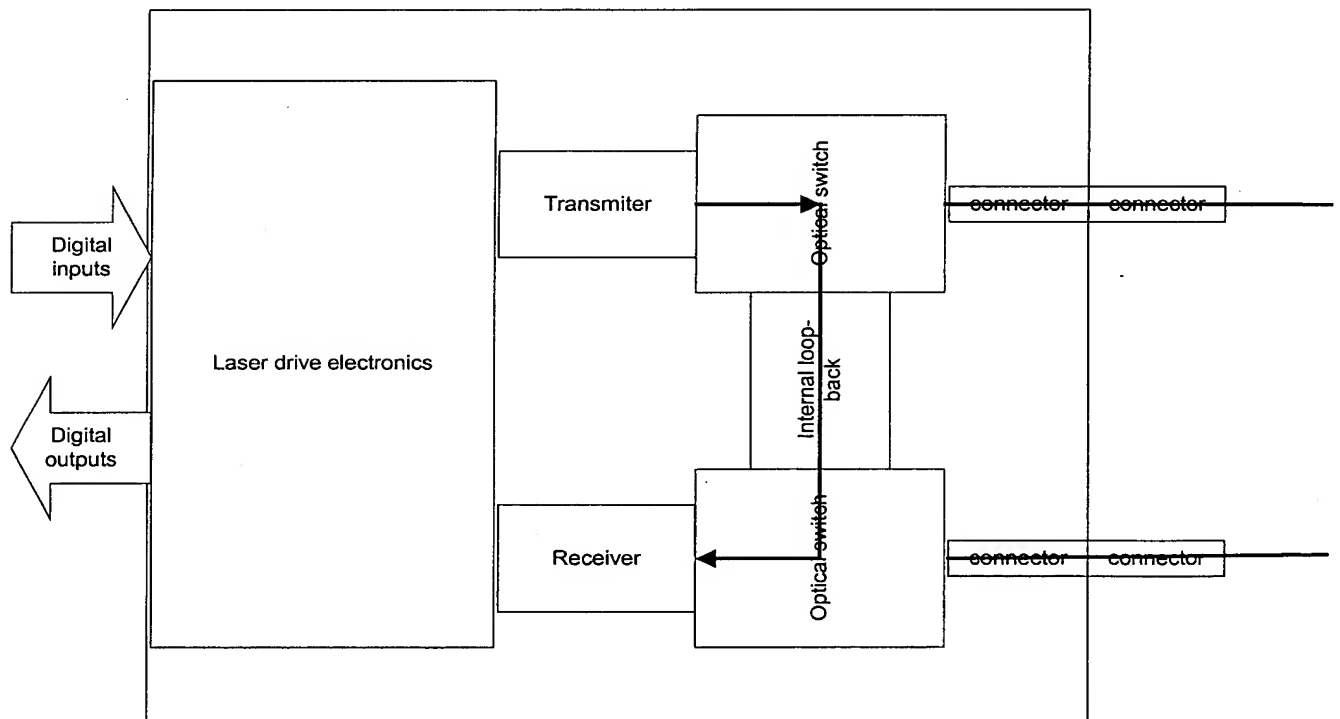 Digital
inputs
Digital
outputs
Laser drive electronics
Transmiter
Receiver
Optical switch
Internal loop-
back
Optical switch
connector
connector
connector
connector